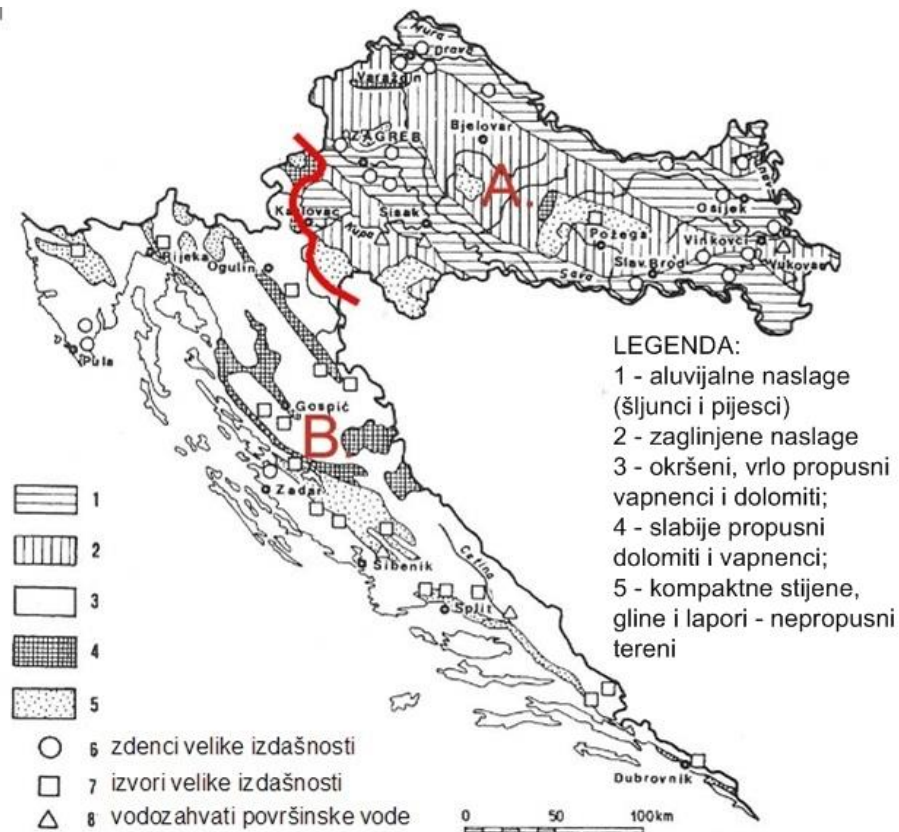 Mura
Drava
Varaždin
Bjelovar
ZAGREB
A.
Karlovac
Sisak
Kupa
Osijek
Požega
Vinkovci
Rijeka
Ogulin
Sava
Slav.Brod
Vukovar
Pula
LEGENDA:
1 - aluvijalne naslage
(šljunci i pijesci)
2 - zaglinjene naslage
3 - okršeni, vrlo propusni
vapnenci i dolomiti;
4 - slabije propusni
dolomiti i vapnenci;
5 - kompaktne stijene,
gline i lapori - nepropusni
tereni
Gospić
B.
Zadar
Cetina
Šibenik
Split
1
2
3
4
5
6 zdenci velike izdašnosti
7 izvori velike izdašnosti
8 vodozahvati površinske vode
Dubrovnik
0 50 100km